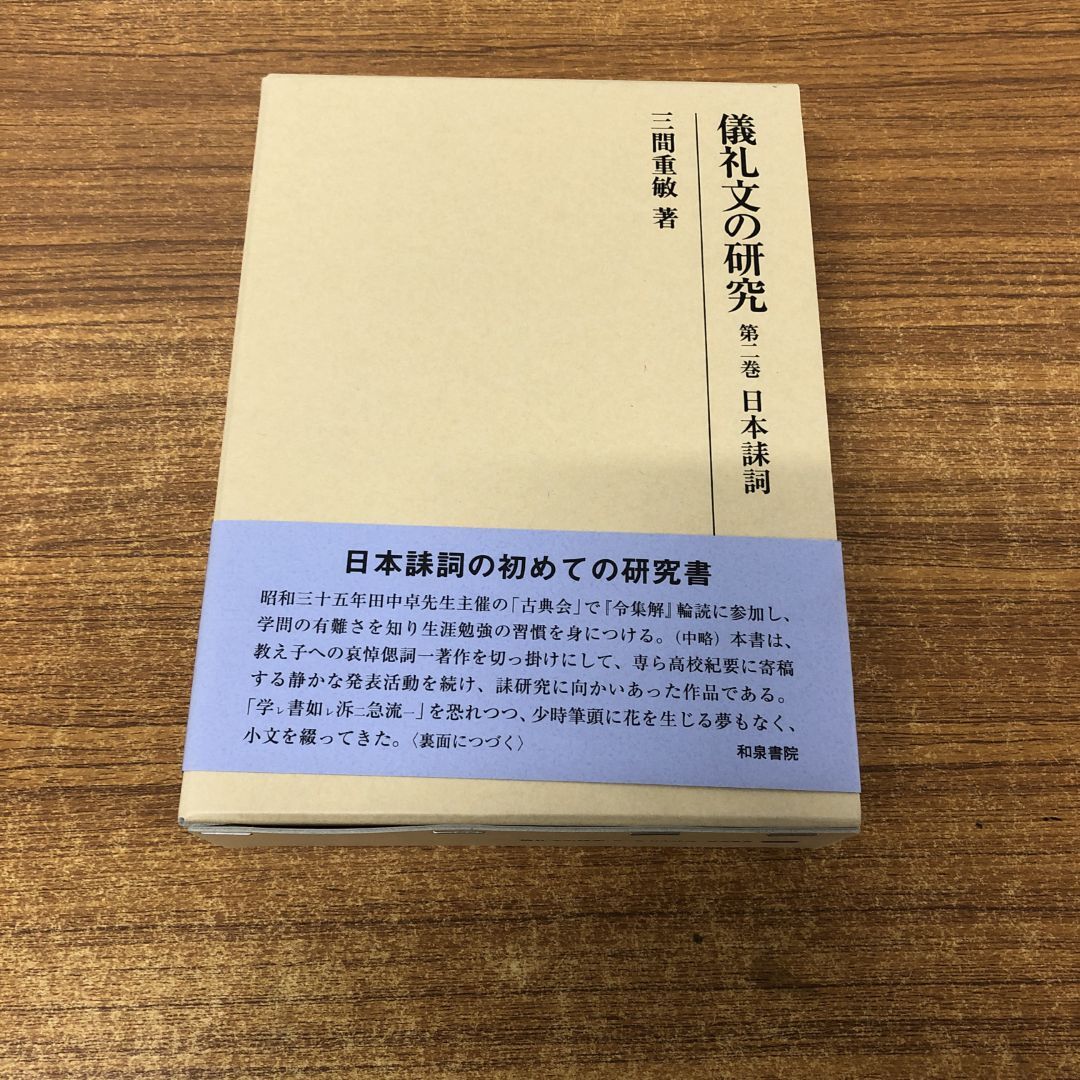 儀礼文の研究 第二巻 日本誄詞
三間重敏 著
日本誄詞の初めての研究書
昭和三十五年田中卓先生主催の「古典会」で『令集解』輪読に参加し、
学問の有難さを知り生涯勉強の習慣を身につける。(中略)本書は、
教え子への哀悼偲詞一著作を切っ掛けにして、専ら高校紀要に寄稿
する静かな発表活動を続け、誄研究に向かいあった作品である。
「学レ書如レ泝二急流一」を恐れつつ、少時筆頭に花を生じる夢もなく、
小文を綴ってきた。〈裏面につづく〉
和泉書院